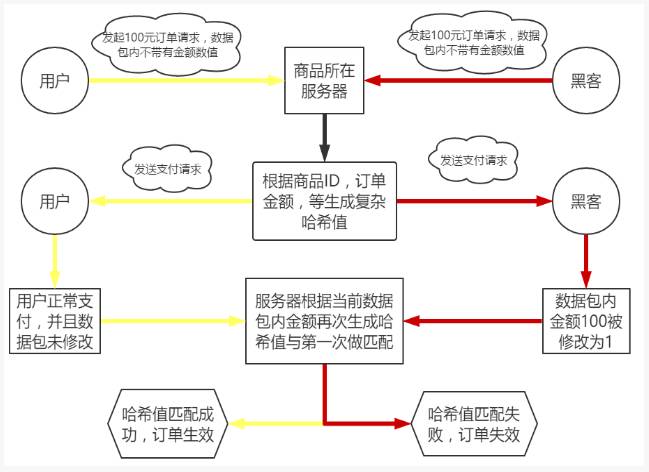 发起100元订单请求，数据
包内不带有金额数值
发起100元订单请求，数据
包内不带有金额数值
用户
商品所在
服务器
黑客
发送支付请求
发送支付请求
用户
根据商品ID，订单
金额，等生成复杂
哈希值
黑客
用户正常支
付，并且数
据包未修改
服务器根据当前数据
包内金额再次生成哈
希值与第一次做匹配
数据包内
金额100被
修改为1
哈希值匹配成
功，订单生效
哈希值匹配失
败，订单失效